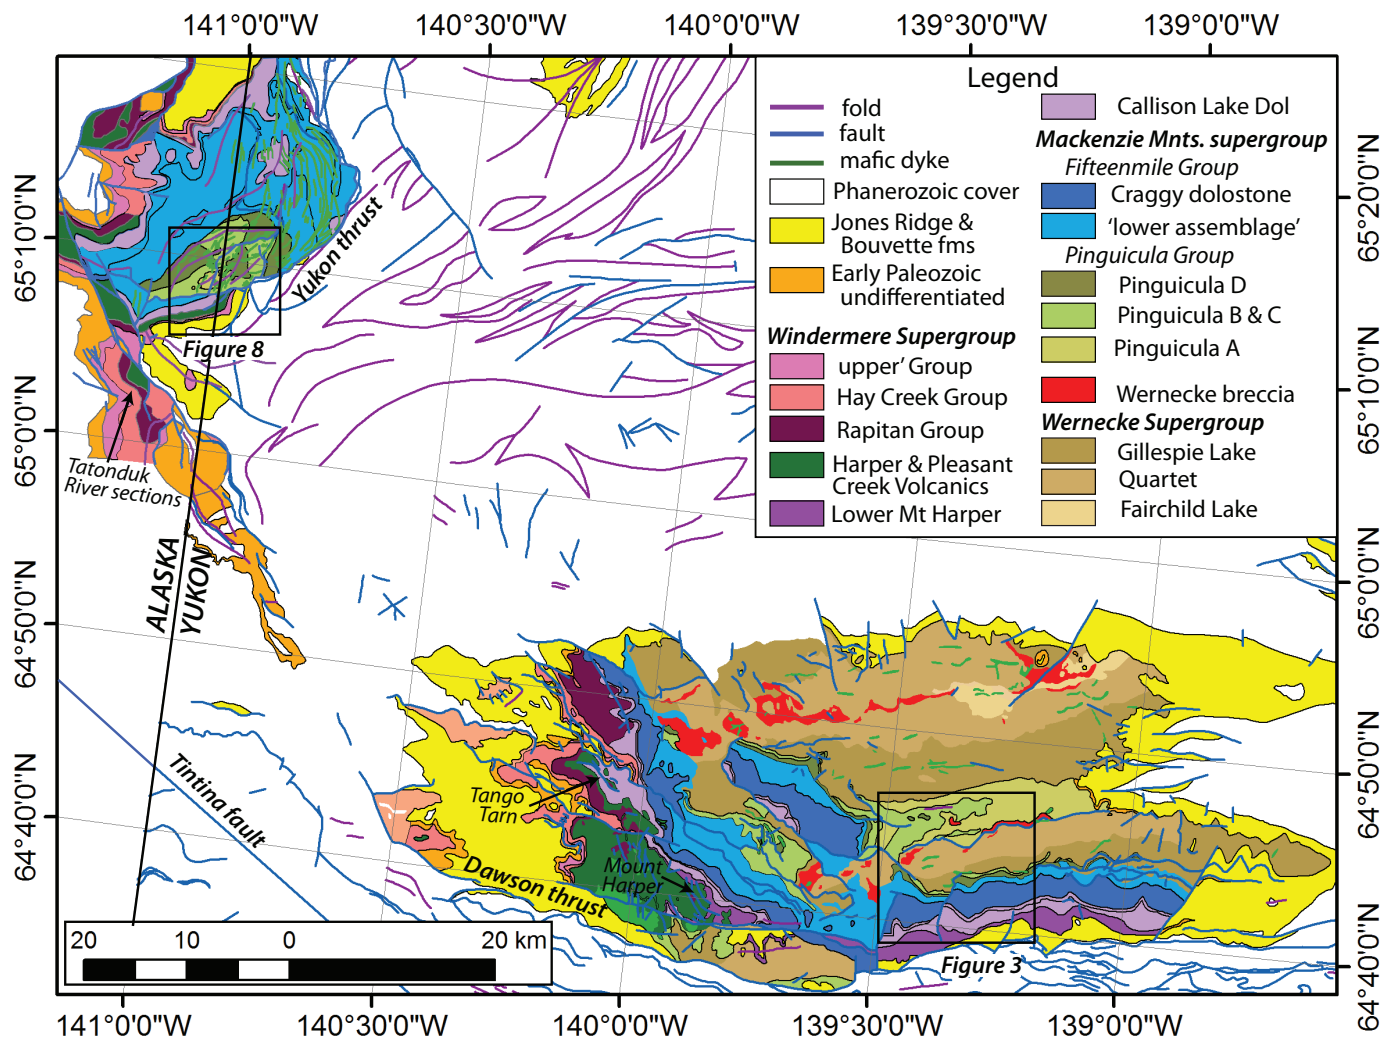 141°0'0"W
140°30'0"W
140°0'0"W
139°30'0"W
139°0'0"W
65°10'0"N
65°0'0"N
64°50'0"N
64°40'0"N
Yukon thrust
Figure 8
Tatonduk
River sections
ALASKA
YUKON
Tintina fault
Tango
Tarn
Mount
Harper
Dawson thrust
Figure 3
20 10 0 20 km
Legend
fold
fault
mafic dyke
Phanerozoic cover
Jones Ridge &
Bouvette fms
Early Paleozoic
undifferentiated
Windermere Supergroup
upper' Group
Hay Creek Group
Rapitan Group
Harper & Pleasant
Creek Volcanics
Lower Mt Harper
Callison Lake Dol
Mackenzie Mnts. supergroup
Fifteenmile Group
Craggy dolostone
'lower assemblage'
Pinguicula Group
Pinguicula D
Pinguicula B & C
Pinguicula A
Wernecke breccia
Wernecke Supergroup
Gillespie Lake
Quartet
Fairchild Lake
65°20'0"N
65°10'0"N
65°0'0"N
64°50'0"N
64°40'0"N
141°0'0"W
140°30'0"W
140°0'0"W
139°30'0"W
139°0'0"W